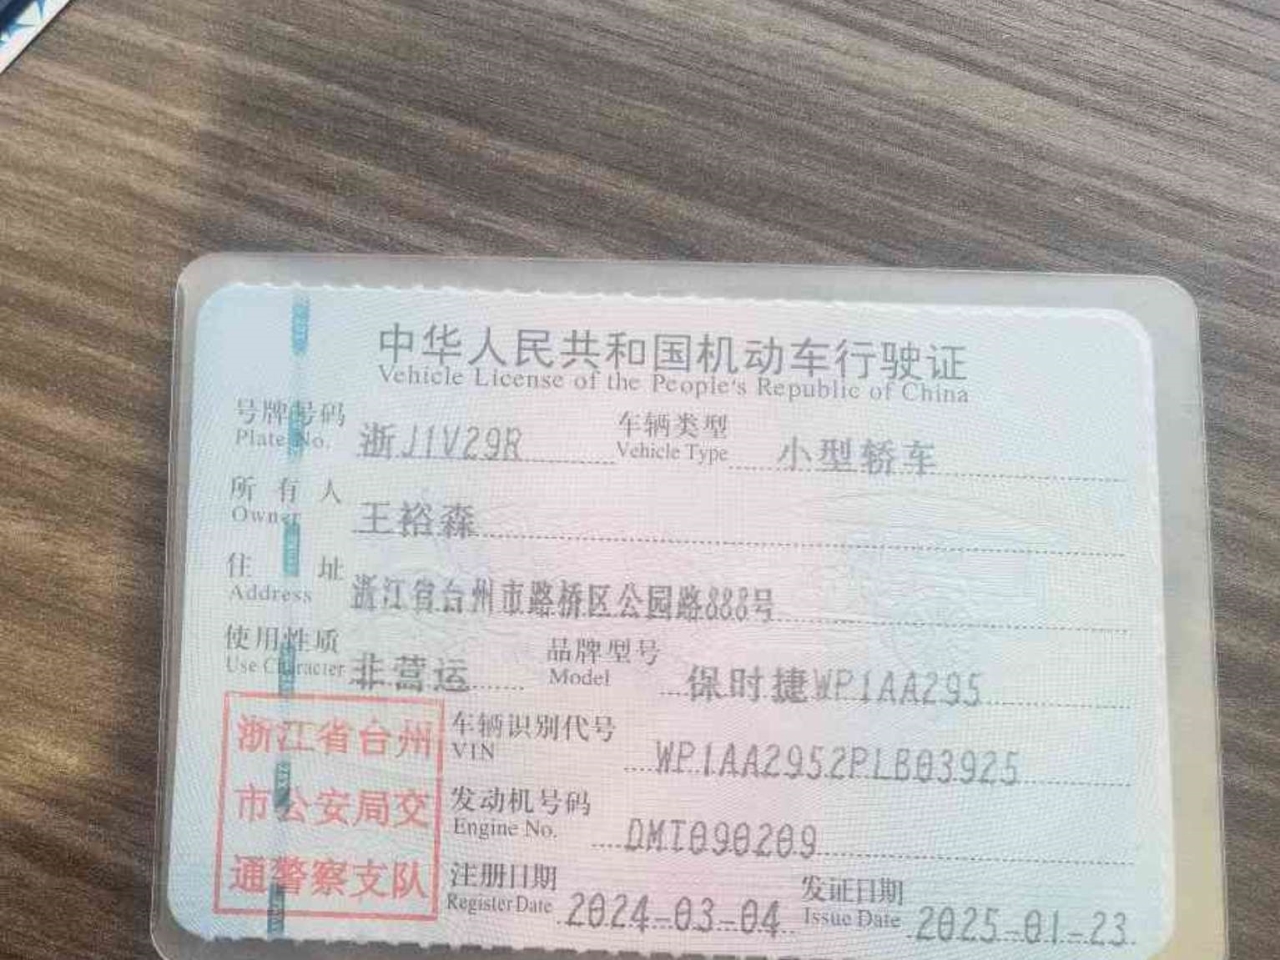 中华人民共和国机动车行驶证
Vehicle License of the People's Republic of China
号牌号码 浙J1V29R 车辆类型 小型轿车
Plate No. Vehicle Type
所有人 王裕森
Owner
住址 浙江省台州市路桥区公园路888号
Address
使用性质 非营运 品牌型号 保时捷WP1AA295
Use Character Model
浙江省台州
市公安局交
通警察支队
车辆识别代号 WP1AA2952PLB03925
VIN
发动机号码 DMT090209
Engine No.
注册日期 2024-03-04 发证日期 2025-01-23
Register Date Issue Date